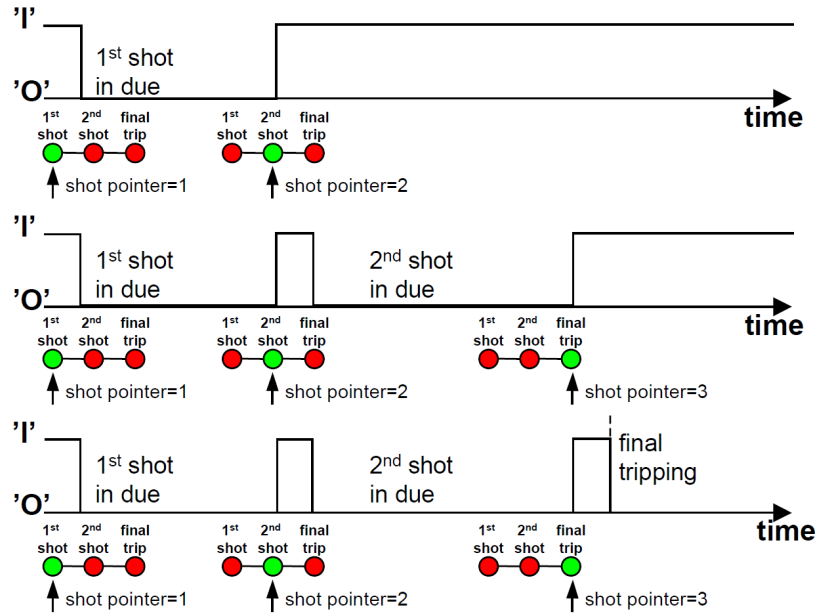 'I'
1st shot
in due
'O'
time
1st 2nd final
shot shot trip
1st 2nd final
shot shot trip
shot pointer=1
shot pointer=2
'I'
1st shot
in due
2nd shot
in due
'O'
time
1st 2nd final
shot shot trip
1st 2nd final
shot shot trip
1st 2nd final
shot shot trip
shot pointer=1
shot pointer=2
shot pointer=3
'I'
1st shot
in due
2nd shot
in due
final
tripping
'O'
time
1st 2nd final
shot shot trip
1st 2nd final
shot shot trip
1st 2nd final
shot shot trip
shot pointer=1
shot pointer=2
shot pointer=3